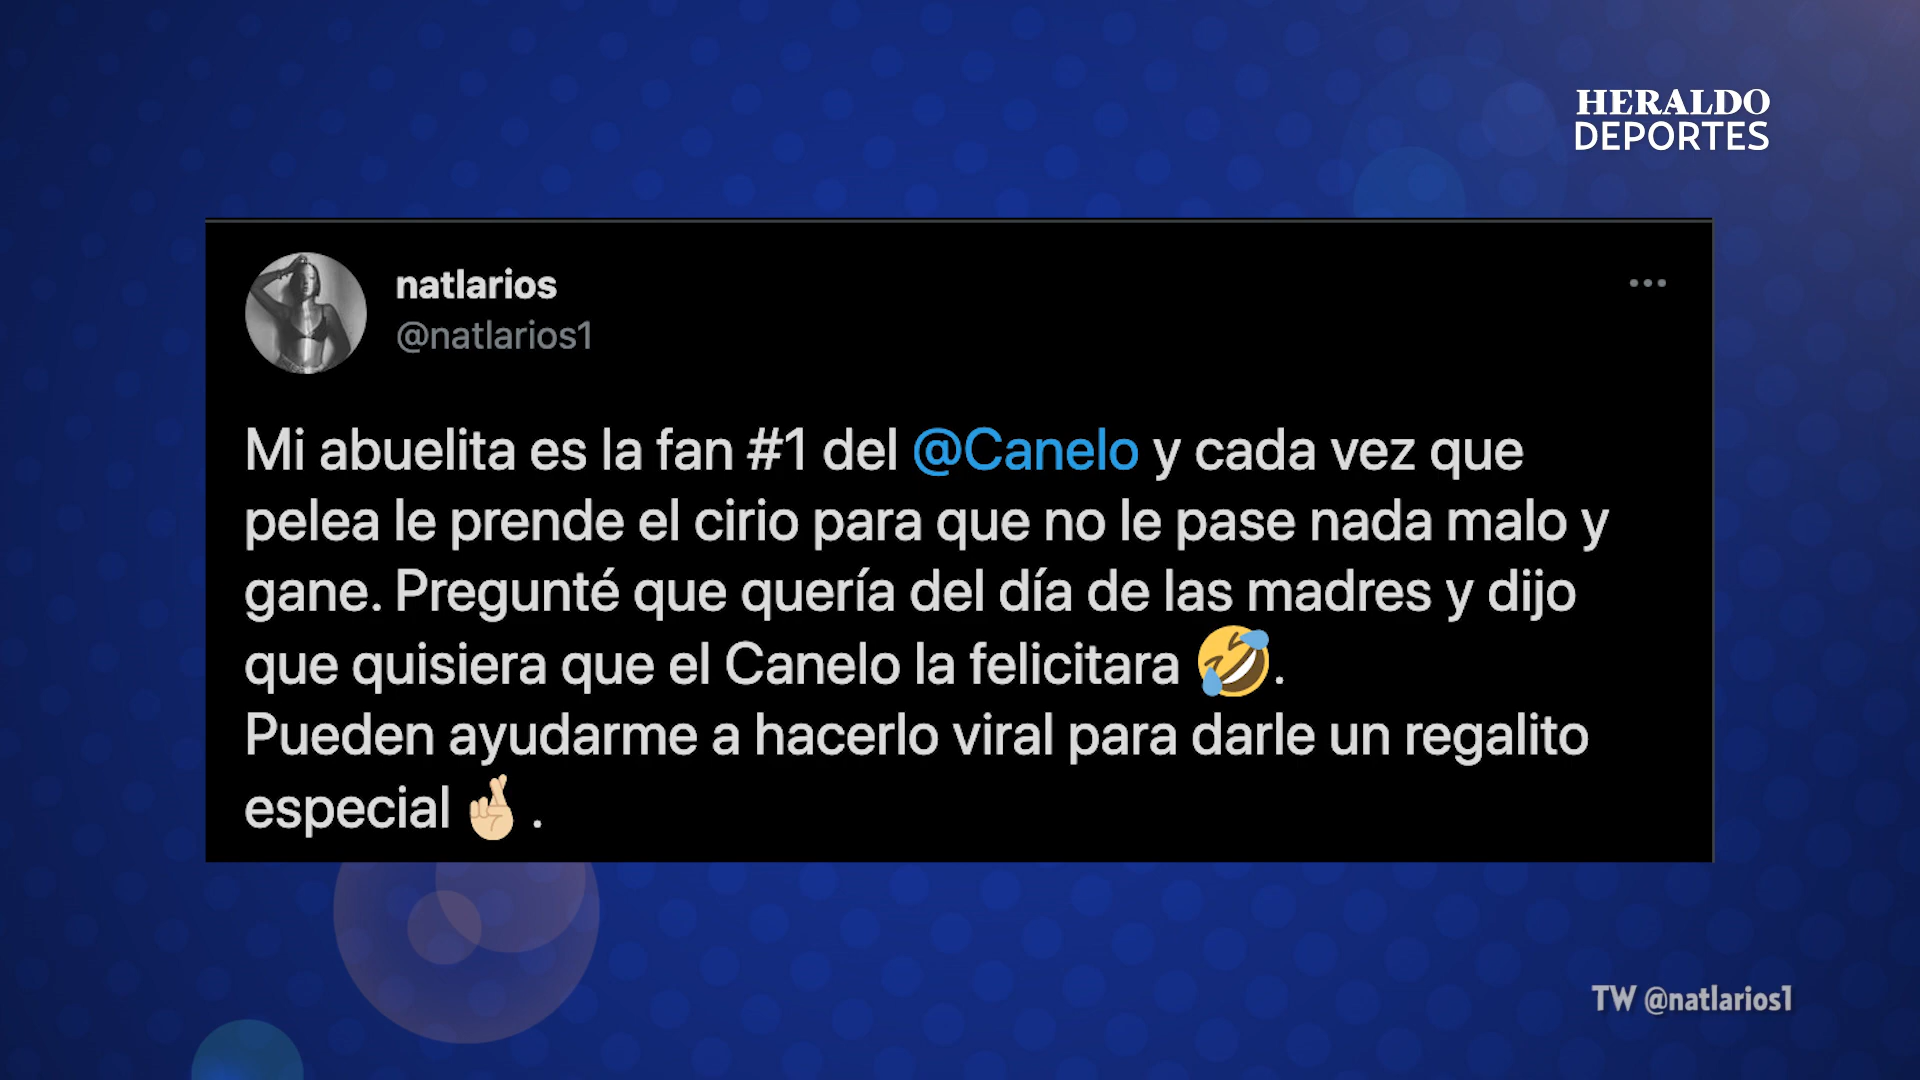 HERALDO
DEPORTES
natlarios
@natlarios1
Mi abuelita es la fan #1 del @Canelo y cada vez que
pelea le prende el cirio para que no le pase nada malo y
gane. Pregunté que quería del día de las madres y dijo
que quisiera que el Canelo la felicitara 🤣.
Pueden ayudarme a hacerlo viral para darle un regalito
especial 🤞🏼.
TW @natlarios1